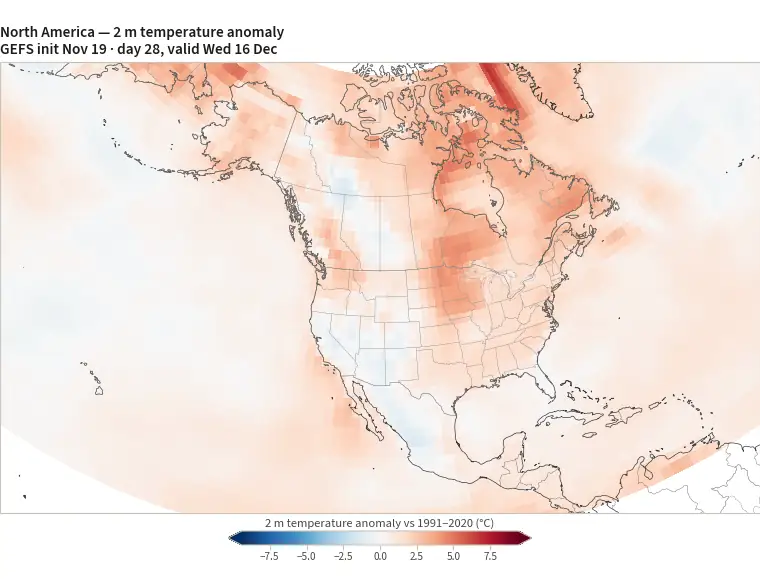 North America — 2 m temperature anomaly
GEFS init Nov 19 · day 28, valid Wed 16 Dec
2 m temperature anomaly vs 1991–2020 (°C)
−7.5 −5.0 −2.5 0.0 2.5 5.0 7.5